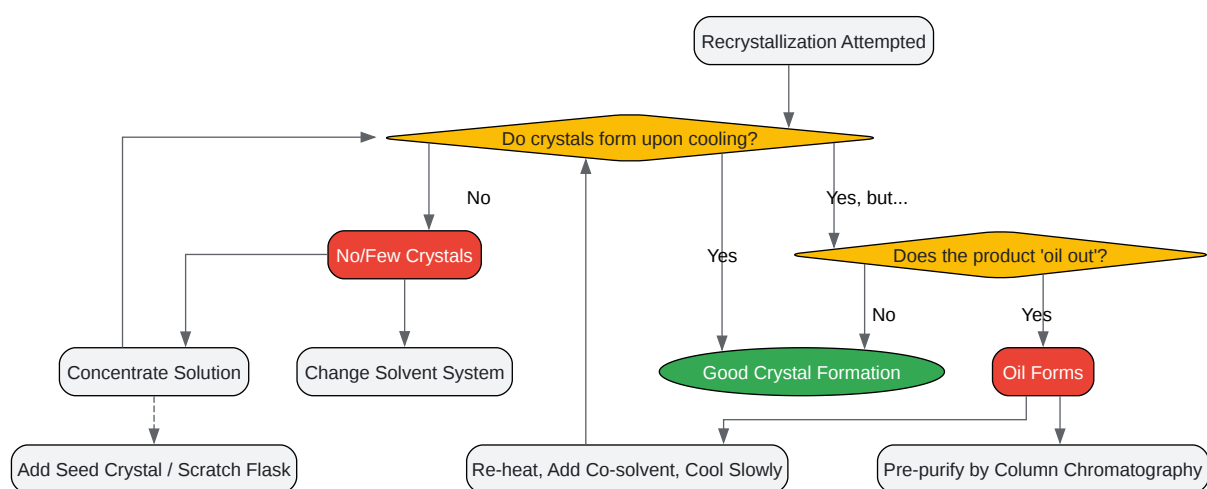 Recrystallization Attempted
Do crystals form upon cooling?
No
Yes, but...
No/Few Crystals
Yes
Does the product 'oil out'?
No
Yes
Concentrate Solution
Change Solvent System
Good Crystal Formation
Oil Forms
Add Seed Crystal / Scratch Flask
Re-heat, Add Co-solvent, Cool Slowly
Pre-purify by Column Chromatography